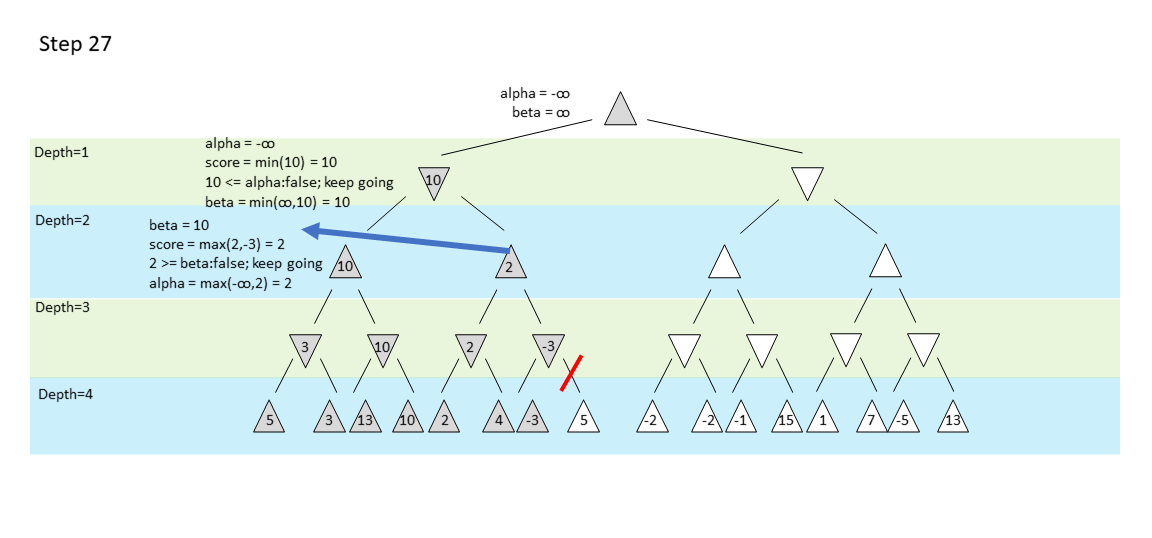 Step 27
alpha = -∞
beta = ∞
Depth=1
alpha = -∞
score = min(10) = 10
10 <= alpha:false; keep going
beta = min(∞,10) = 10
10
Depth=2
beta = 10
score = max(2,-3) = 2
2 >= beta:false; keep going
alpha = max(-∞,2) = 2
10
2
Depth=3
3
10
2
-3
Depth=4
5
3
13
10
2
4
-3
5
-2
-2
-1
15
1
7
-5
13